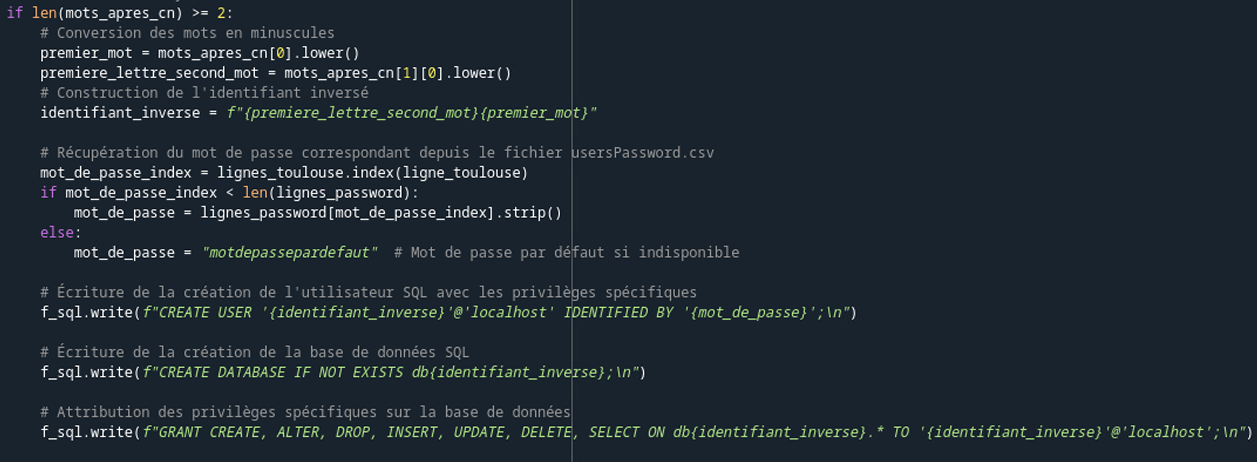 if len(mots_apres_cn) >= 2:
# Conversion des mots en minuscules
premier_mot = mots_apres_cn[0].lower()
premiere_lettre_second_mot = mots_apres_cn[1][0].lower()
# Construction de l'identifiant inversé
identifiant_inverse = f"{premiere_lettre_second_mot}{premier_mot}"
# Récupération du mot de passe correspondant depuis le fichier usersPassword.csv
mot_de_passe_index = lignes_toulouse.index(ligne_toulouse)
if mot_de_passe_index < len(lignes_password):
mot_de_passe = lignes_password[mot_de_passe_index].strip()
else:
mot_de_passe = "motdepassepardefaut"  # Mot de passe par défaut si indisponible
# Écriture de la création de l'utilisateur SQL avec les privilèges spécifiques
f_sql.write(f"CREATE USER '{identifiant_inverse}'@'localhost' IDENTIFIED BY '{mot_de_passe}';\n")
# Écriture de la création de la base de données SQL
f_sql.write(f"CREATE DATABASE IF NOT EXISTS db{identifiant_inverse};\n")
# Attribution des privilèges spécifiques sur la base de données
f_sql.write(f"GRANT CREATE, ALTER, DROP, INSERT, UPDATE, DELETE, SELECT ON db{identifiant_inverse}.* TO '{identifiant_inverse}'@'localhost';\n")